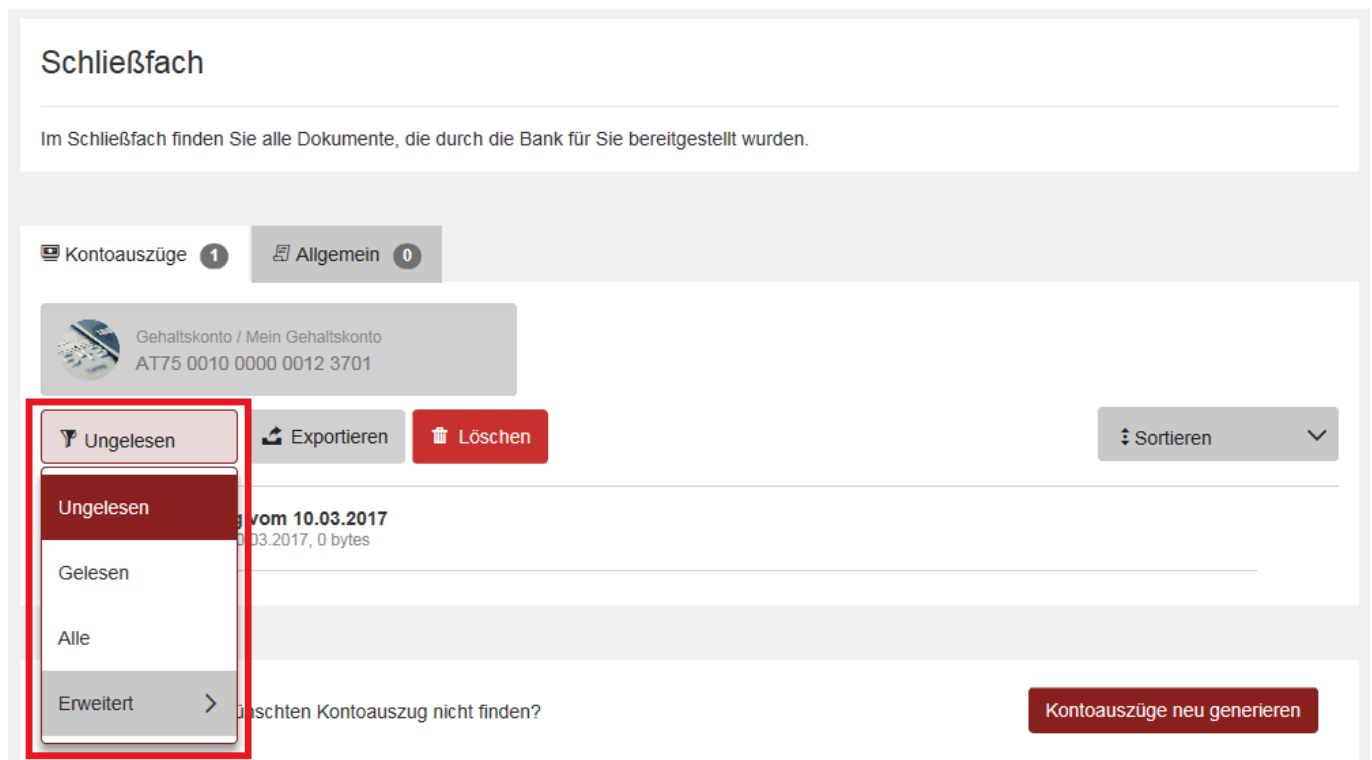 Schließfach
Im Schließfach finden Sie alle Dokumente, die durch die Bank für Sie bereitgestellt wurden.
Kontoauszüge 1 Allgemein 0
Gehaltskonto / Mein Gehaltskonto
AT75 0010 0000 0012 3701
Ungelesen Exportieren Löschen Sortieren
Ungelesen
vom 10.03.2017
03.2017, 0 bytes
Gelesen
Alle
Erweitert
Kontoauszug nicht finden? Kontoauszüge neu generieren